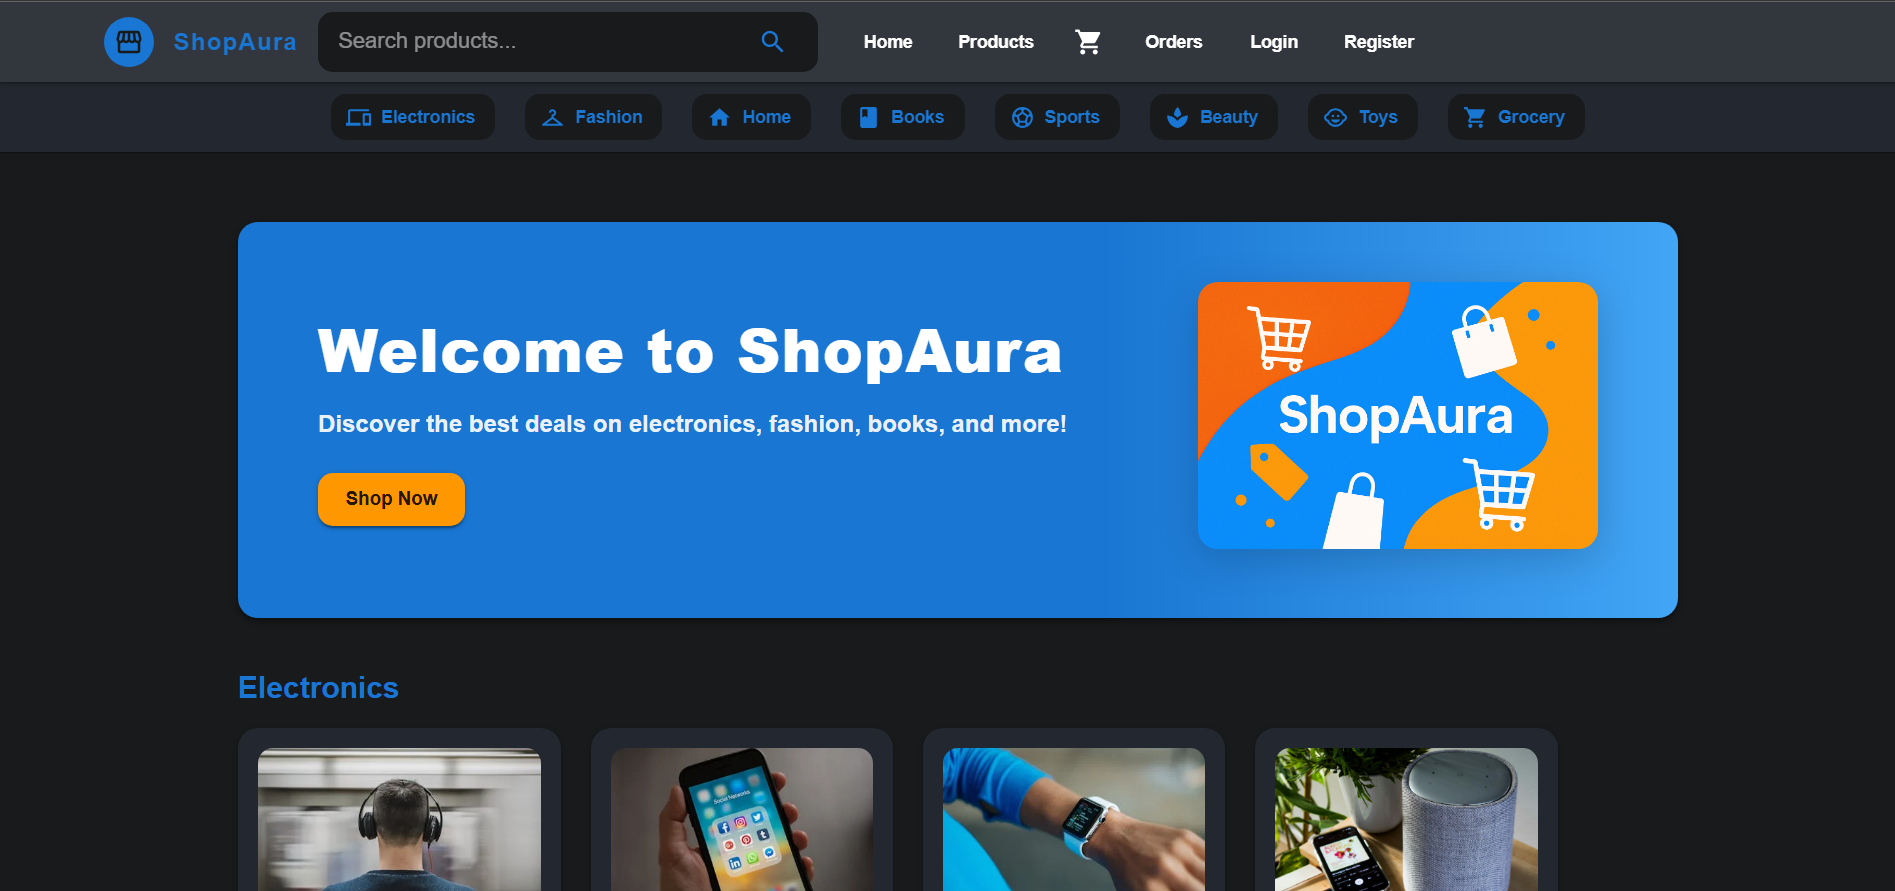 ShopAura
Search products...
Home
Products
Orders
Login
Register
Electronics
Fashion
Home
Books
Sports
Beauty
Toys
Grocery
Welcome to ShopAura
Discover the best deals on electronics, fashion, books, and more!
Shop Now
ShopAura
Electronics
Social Networks